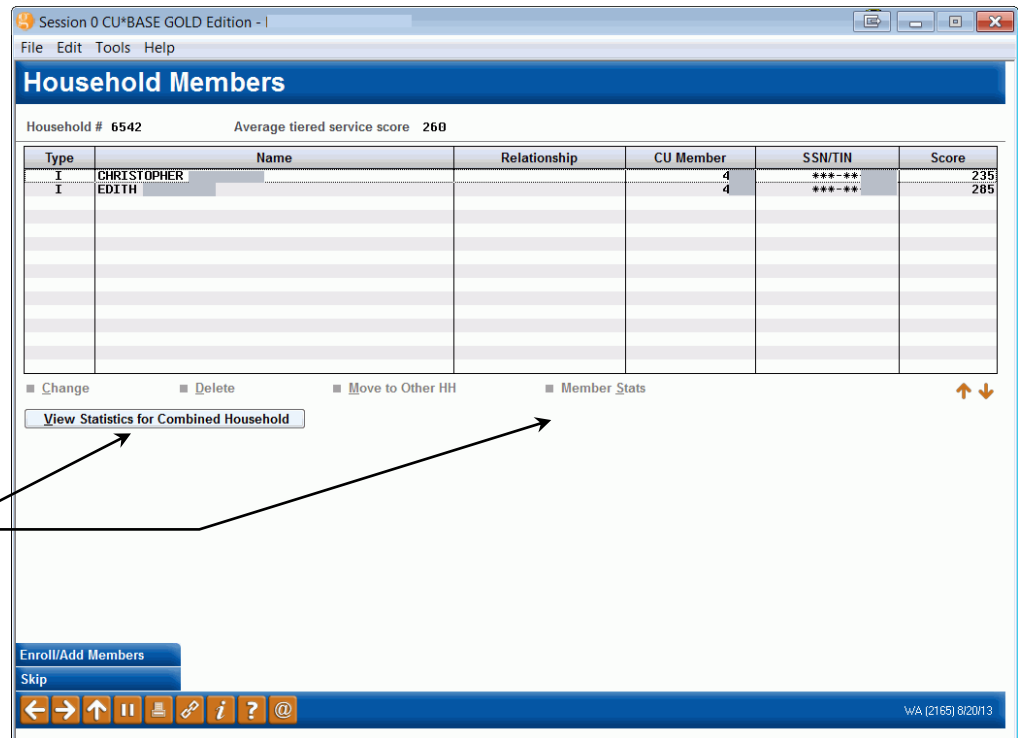 Session 0 CU*BASE GOLD Edition -
File Edit Tools Help
Household Members
Household # 6542 Average tiered service score 260
Type Name Relationship CU Member SSN/TIN Score
I CHRISTOPHER 4 ***-** 235
I EDITH 4 ***-** 285
Change Delete Move to Other HH Member Stats
View Statistics for Combined Household
Enroll/Add Members
Skip
i ? @
WA (2165) 8/20/13